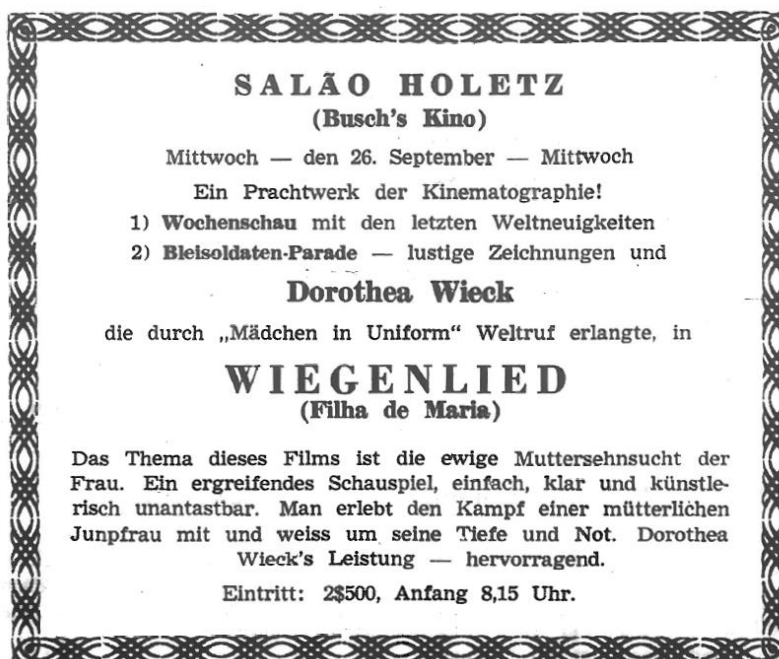 SALÃO HOLETZ
(Busch's Kino)
Mittwoch — den 26. September — Mittwoch
Ein Prachtwerk der Kinematographie!
1) Wochenschau mit den letzten Weltneuigkeiten
2) Bleisoldaten-Parade — lustige Zeichnungen und
Dorothea Wieck
die durch „Mädchen in Uniform“ Weltruf erlangte, in
WIEGENLIED
(Filha de Maria)
Das Thema dieses Films ist die ewige Muttersehnsucht der
Frau. Ein ergreifendes Schauspiel, einfach, klar und künstle-
risch unantastbar. Man erlebt den Kampf einer mütterlichen
Junpfrau mit und weiss um seine Tiefe und Not. Dorothea
Wieck's Leistung — hervorragend.
Eintritt: 2$500, Anfang 8,15 Uhr.